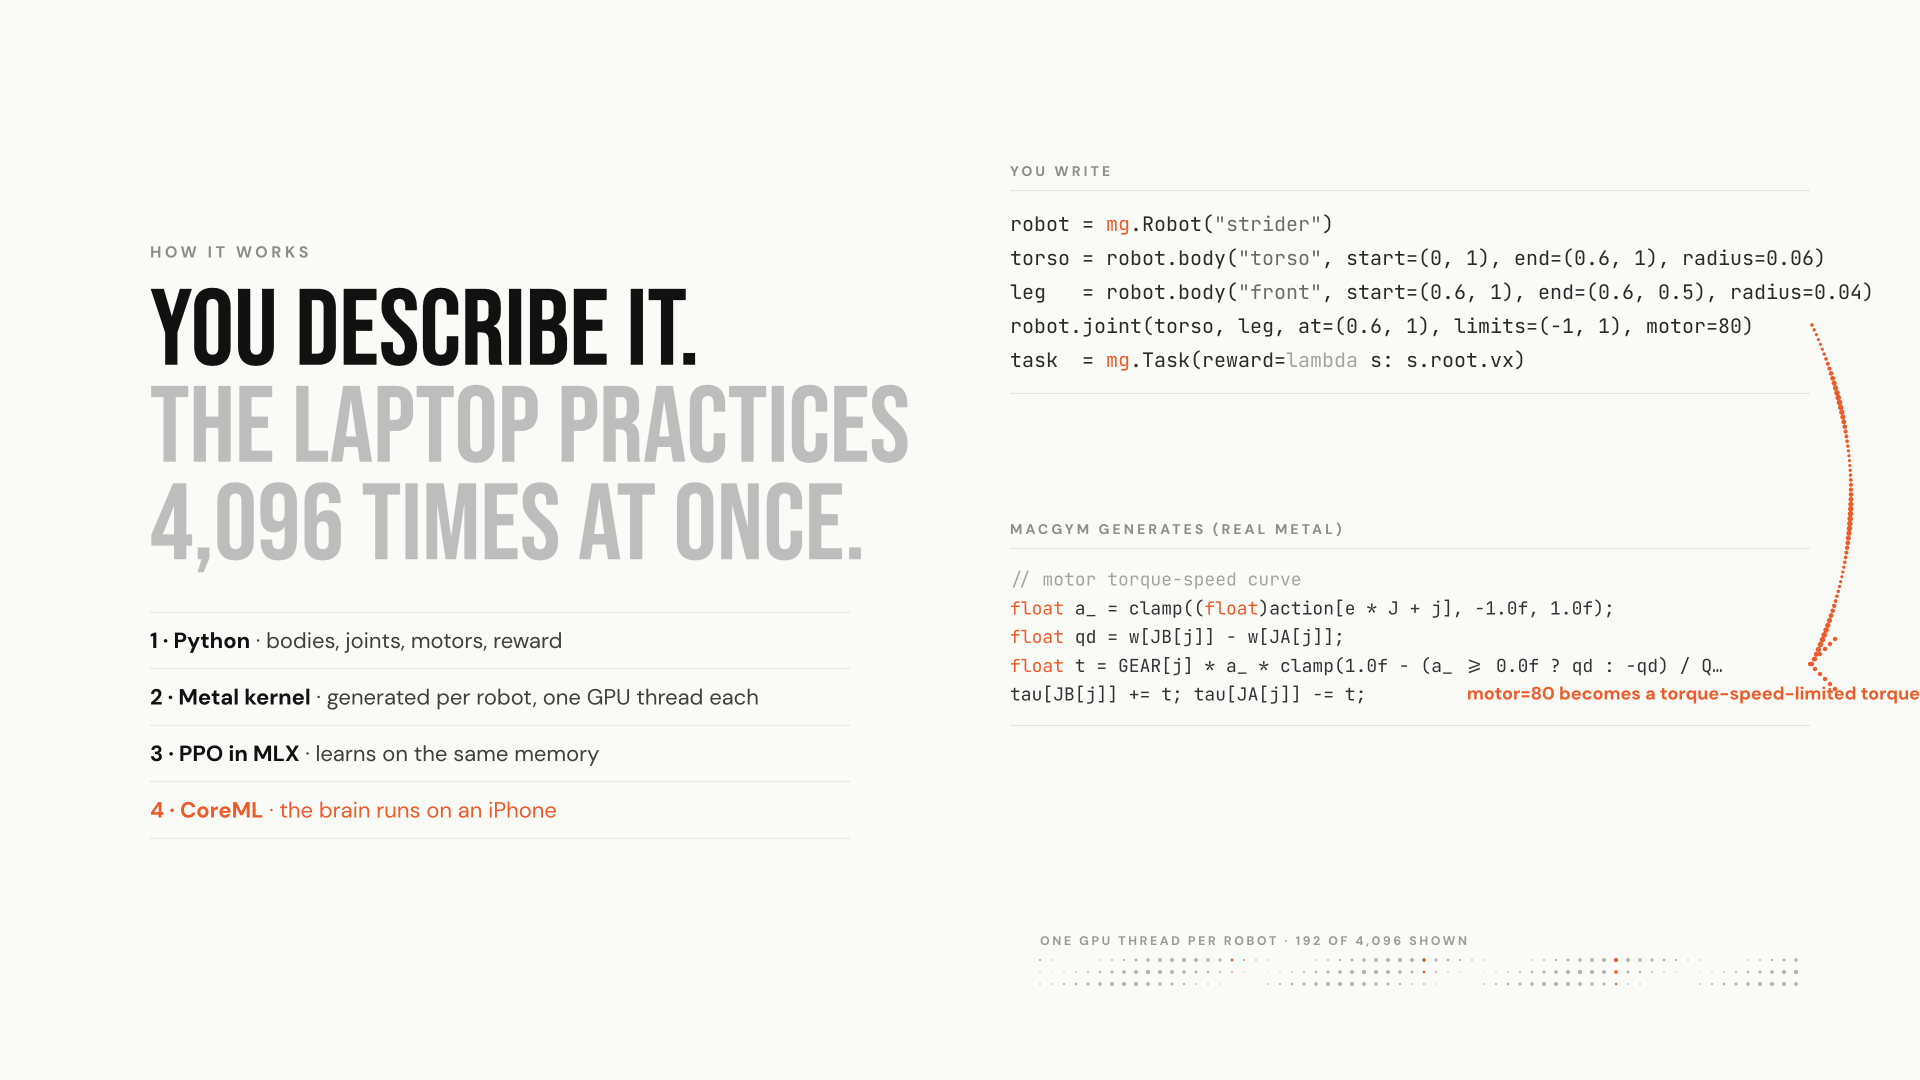 HOW IT WORKS
YOU DESCRIBE IT.
THE LAPTOP PRACTICES
4,096 TIMES AT ONCE.
1 · Python · bodies, joints, motors, reward
2 · Metal kernel · generated per robot, one GPU thread each
3 · PPO in MLX · learns on the same memory
4 · CoreML · the brain runs on an iPhone
YOU WRITE
robot = mg.Robot("strider")
torso = robot.body("torso", start=(0, 1), end=(0.6, 1), radius=0.06)
leg   = robot.body("front", start=(0.6, 1), end=(0.6, 0.5), radius=0.04)
robot.joint(torso, leg, at=(0.6, 1), limits=(-1, 1), motor=80)
task  = mg.Task(reward=lambda s: s.root.vx)
MACGYM GENERATES (REAL METAL)
// motor torque-speed curve
float a_ = clamp((float)action[e * J + j], -1.0f, 1.0f);
float qd = w[JB[j]] - w[JA[j]];
float t = GEAR[j] * a_ * clamp(1.0f - (a_ >= 0.0f ? qd : -qd) / Q…
tau[JB[j]] += t; tau[JA[j]] -= t;
motor=80 becomes a torque-speed-limited torque
ONE GPU THREAD PER ROBOT · 192 OF 4,096 SHOWN